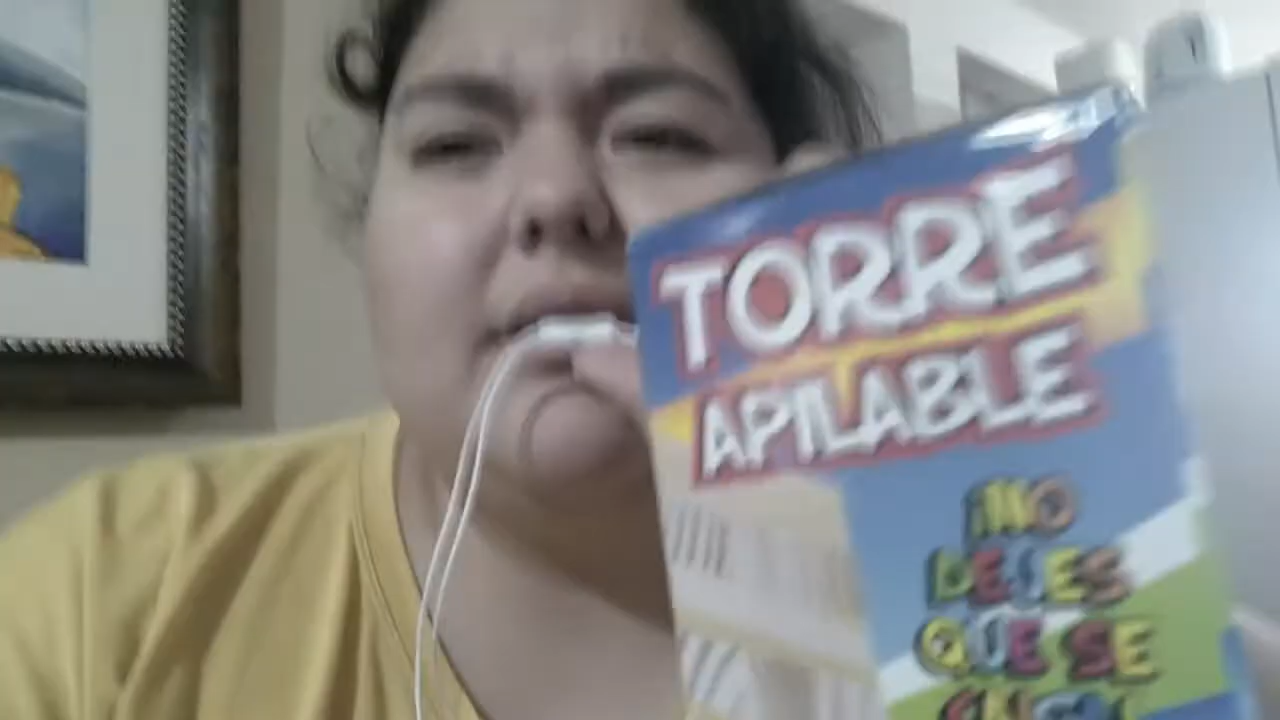 TORRE
APILABLE
¡NO
DEJES
QUE SE